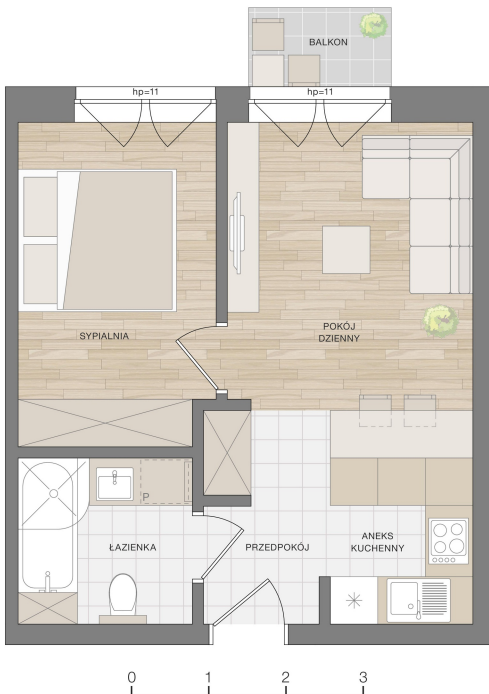 BALKON
hp=11
hp=11
SYPIALNIA
POKÓJ
DZIENNY
P
ŁAZIENKA
PRZEDPOKÓJ
ANEKS
KUCHENNY
0 1 2 3